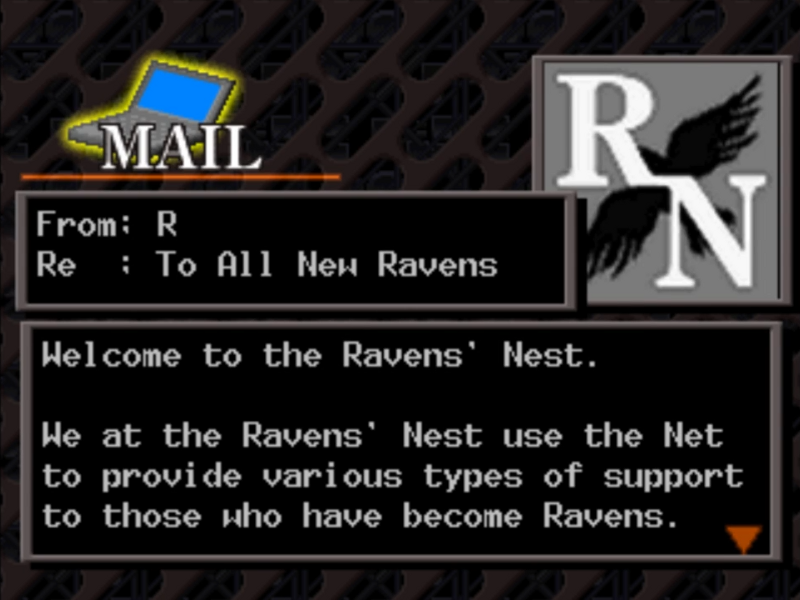 MAIL
RN
From: R
Re  : To All New Ravens
Welcome to the Ravens' Nest.
We at the Ravens' Nest use the Net
to provide various types of support
to those who have become Ravens.